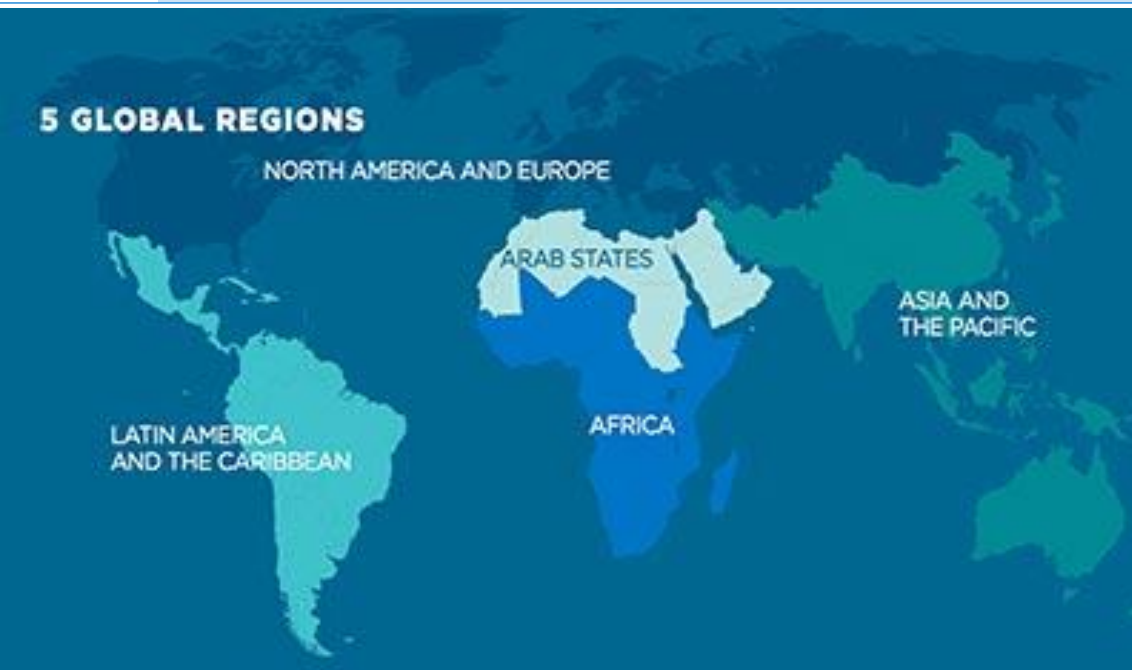 5 GLOBAL REGIONS
NORTH AMERICA AND EUROPE
ARAB STATES
ASIA AND
THE PACIFIC
AFRICA
LATIN AMERICA
AND THE CARIBBEAN